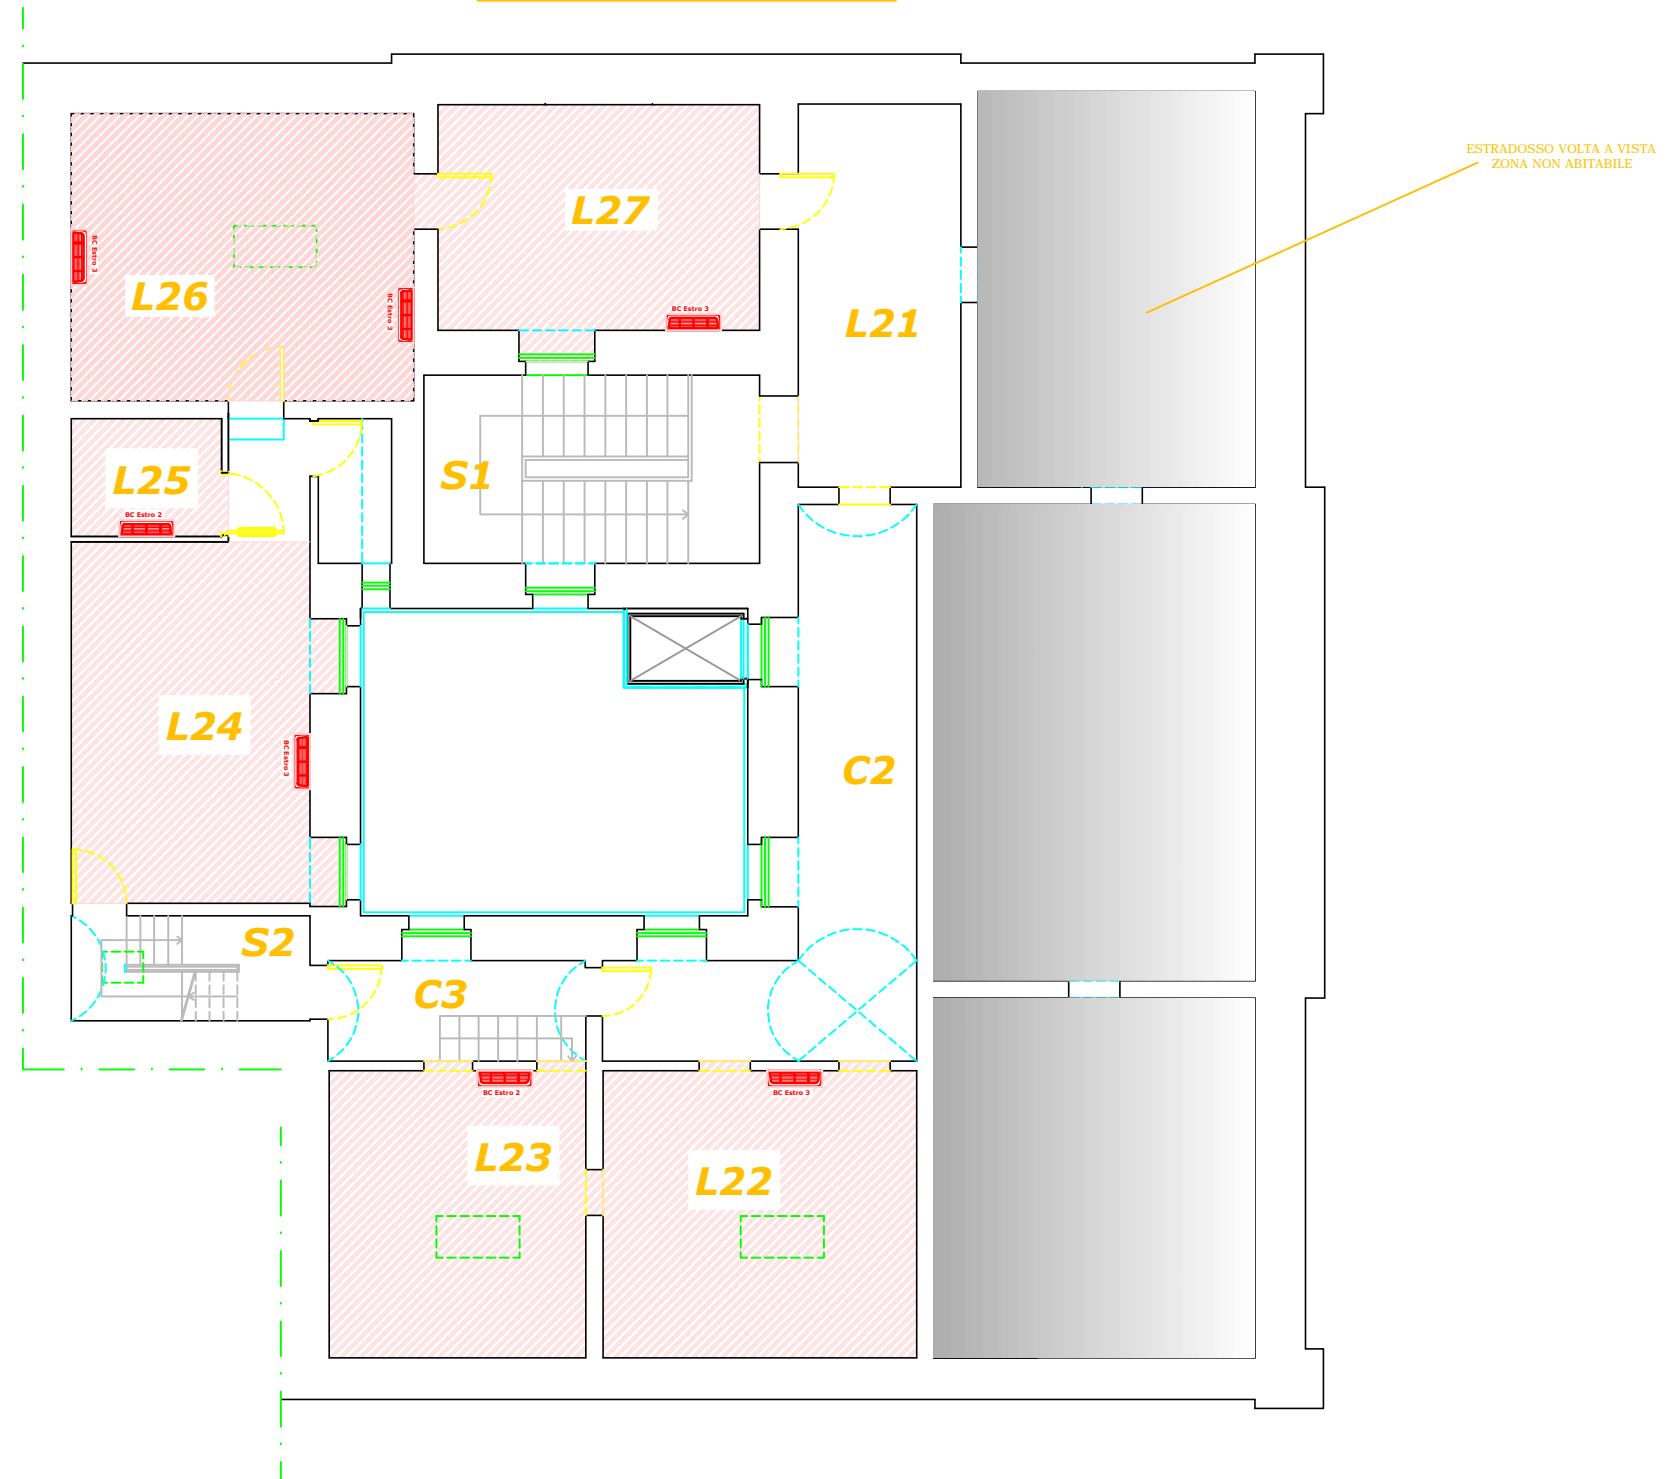 ESTRADOSSO VOLTA A VISTA
ZONA NON ABITABILE
L27
BC Estro 3
L26
BC Estro 3
BC Estro 3
L21
L25
BC Estro 2
S1
L24
BC Estro 3
C2
S2
C3
BC Estro 2
BC Estro 3
L23
L22